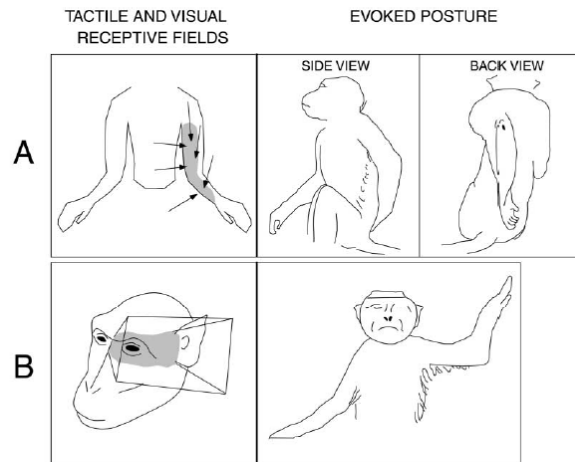 TACTILE AND VISUAL
RECEPTIVE FIELDS
EVOKED POSTURE
SIDE VIEW
BACK VIEW
A
B